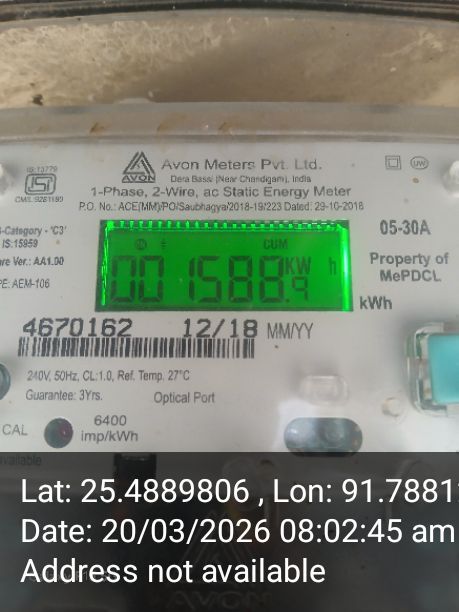 IS:13779
CM/L 9281180
AVON
Avon Meters Pvt. Ltd.
Dera Bassi (Near Chandigarh), India
UW
1-Phase, 2-Wire, ac Static Energy Meter
P.O. No.: ACE(MM)/PO/Saubhagya/2018-19/223 Dated: 29-10-2018
-Category - 'C3'
IS:15959
are Ver.: AA1.00
PE: AEM-106
CUM
001588.9 KW h
05-30A
Property of
MePDCL
kWh
4670162 12/18 MM/YY
240V, 50Hz, CL:1.0, Ref. Temp. 27°C
Guarantee: 3Yrs.
Optical Port
CAL
6400
imp/kWh
available
Lat: 25.4889806 , Lon: 91.7881
Date: 20/03/2026 08:02:45 am
Address not available
AVON